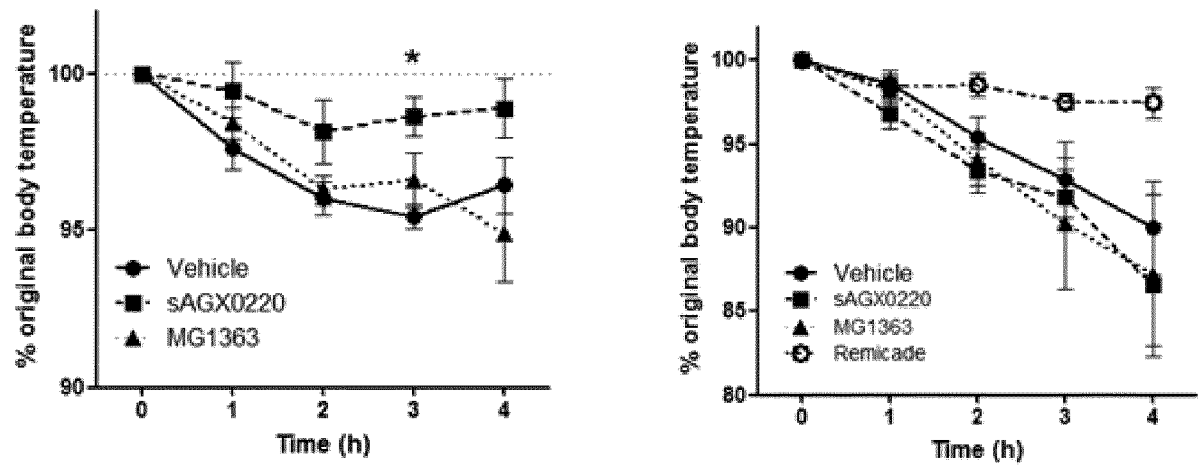 % original body temperature
100
95
90
*
Vehicle
sAGX0220
MG1363
0 1 2 3 4
Time (h)
% original body temperature
100
95
90
85
80
Vehicle
sAGX0220
MG1363
Remicade
0 1 2 3 4
Time (h)